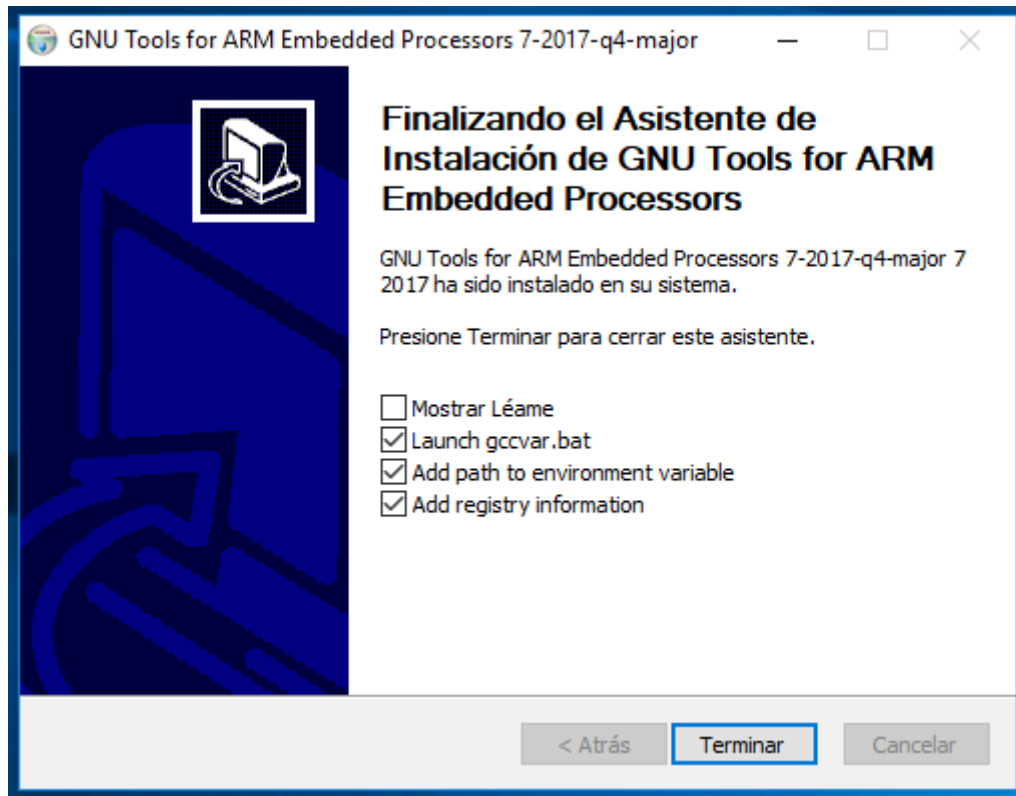 GNU Tools for ARM Embedded Processors 7-2017-q4-major
Finalizando el Asistente de
Instalación de GNU Tools for ARM
Embedded Processors
GNU Tools for ARM Embedded Processors 7-2017-q4-major 7
2017 ha sido instalado en su sistema.
Presione Terminar para cerrar este asistente.
Mostrar Léame
Launch gccvar.bat
Add path to environment variable
Add registry information
< Atrás
Terminar
Cancelar